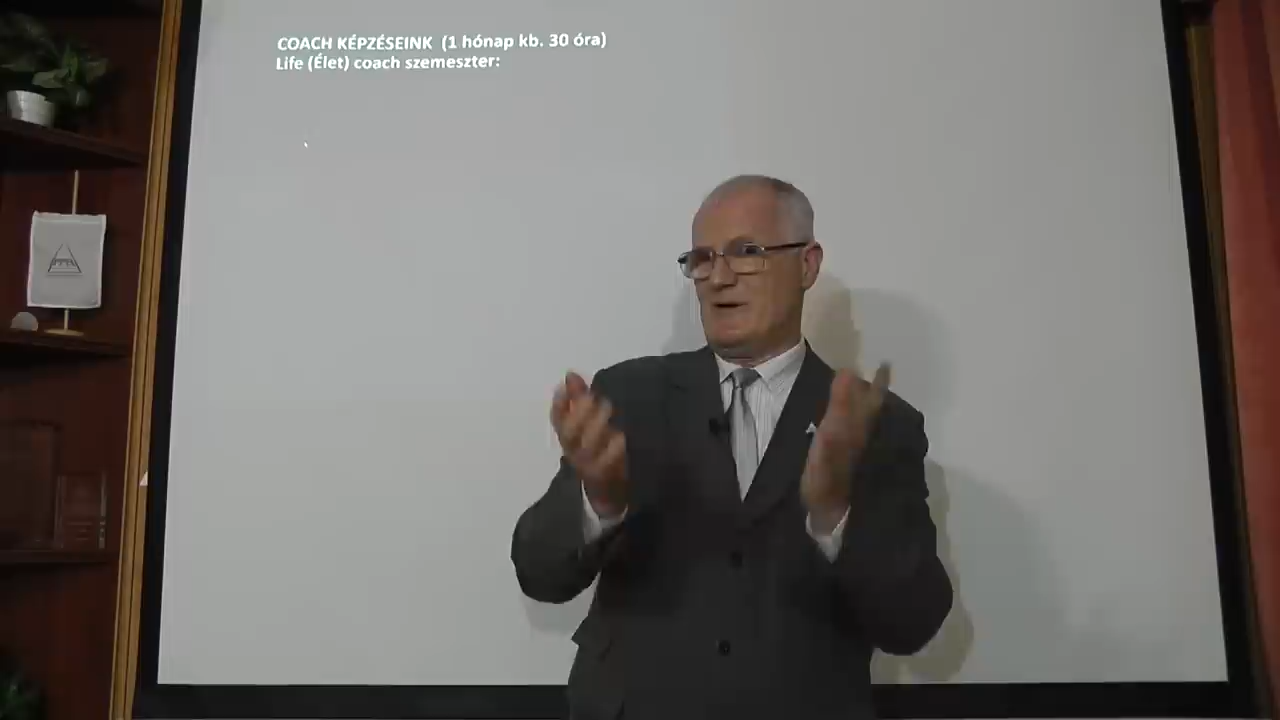 COACH KÉPZÉSEINK (1 hónap kb. 30 óra)
Life (Élet) coach szemeszter: